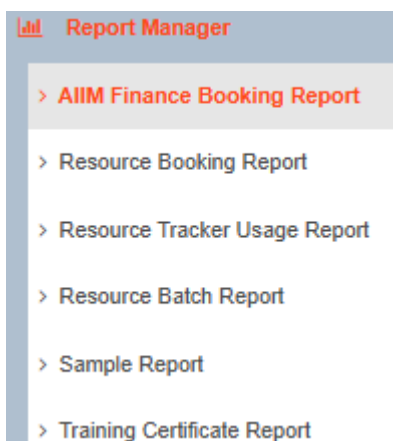 Report Manager
> AIIM Finance Booking Report
> Resource Booking Report
> Resource Tracker Usage Report
> Resource Batch Report
> Sample Report
> Training Certificate Report